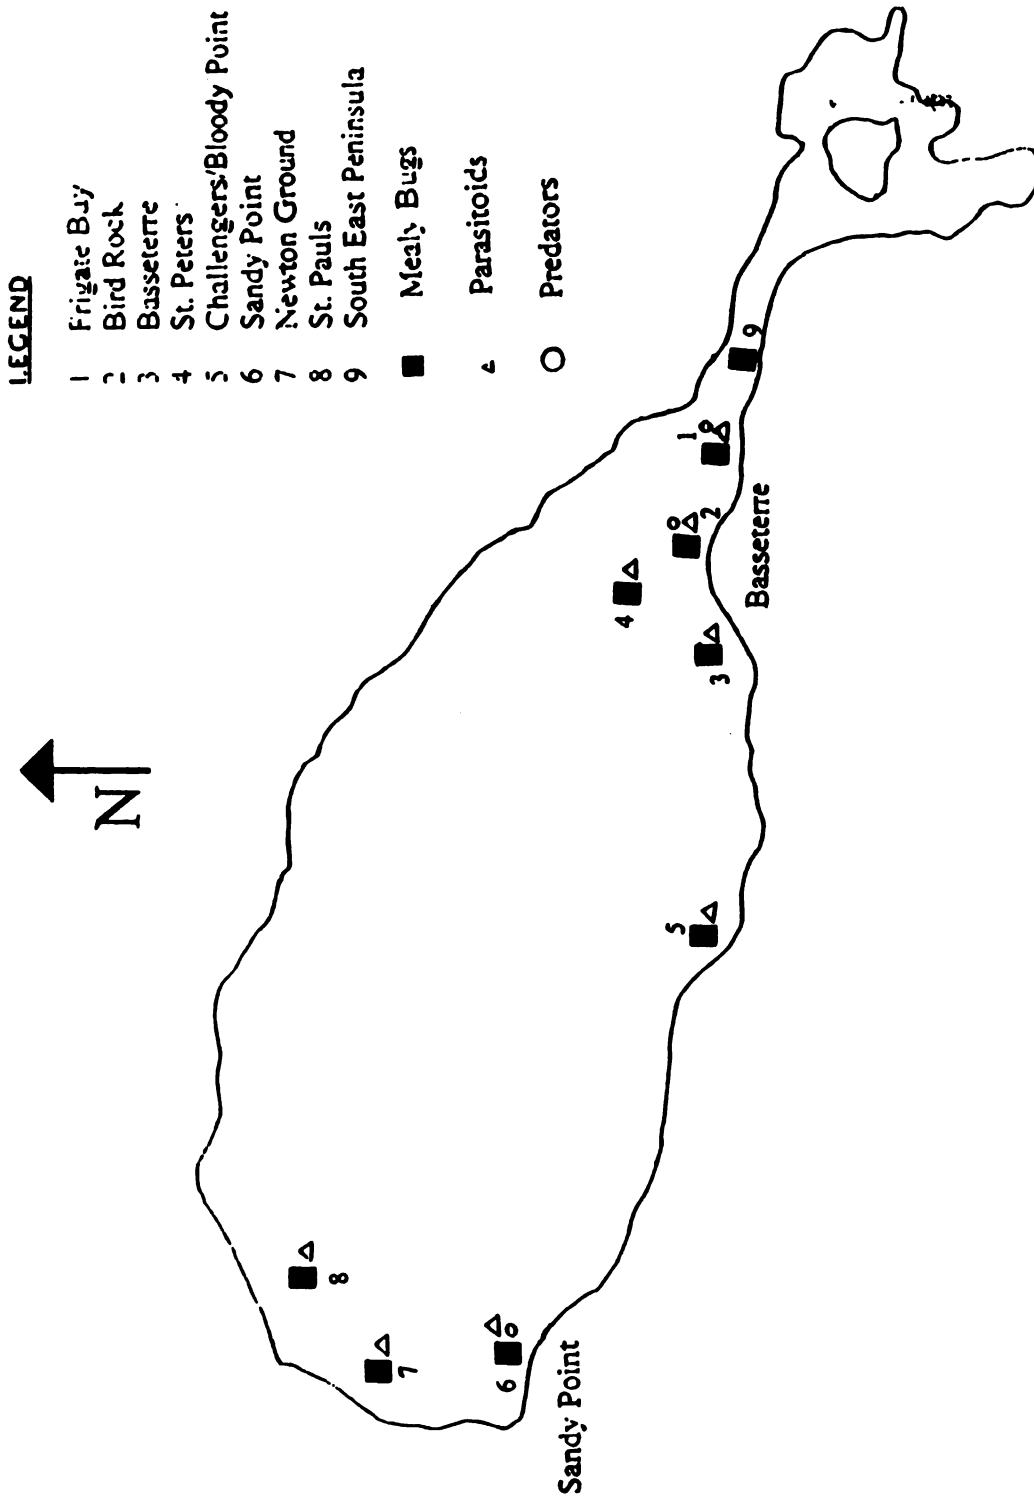 LEGEND
1 Frigate Bay
2 Bird Rock
3 Basseterre
4 St. Peters
5 Challengers/Bloody Point
6 Sandy Point
7 Newton Ground
8 St. Pauls
9 South East Peninsula
Mealy Bugs
Parasitoids
Predators
N
8
7
6
Sandy Point
5
4
3
2
1
9
Basseterre